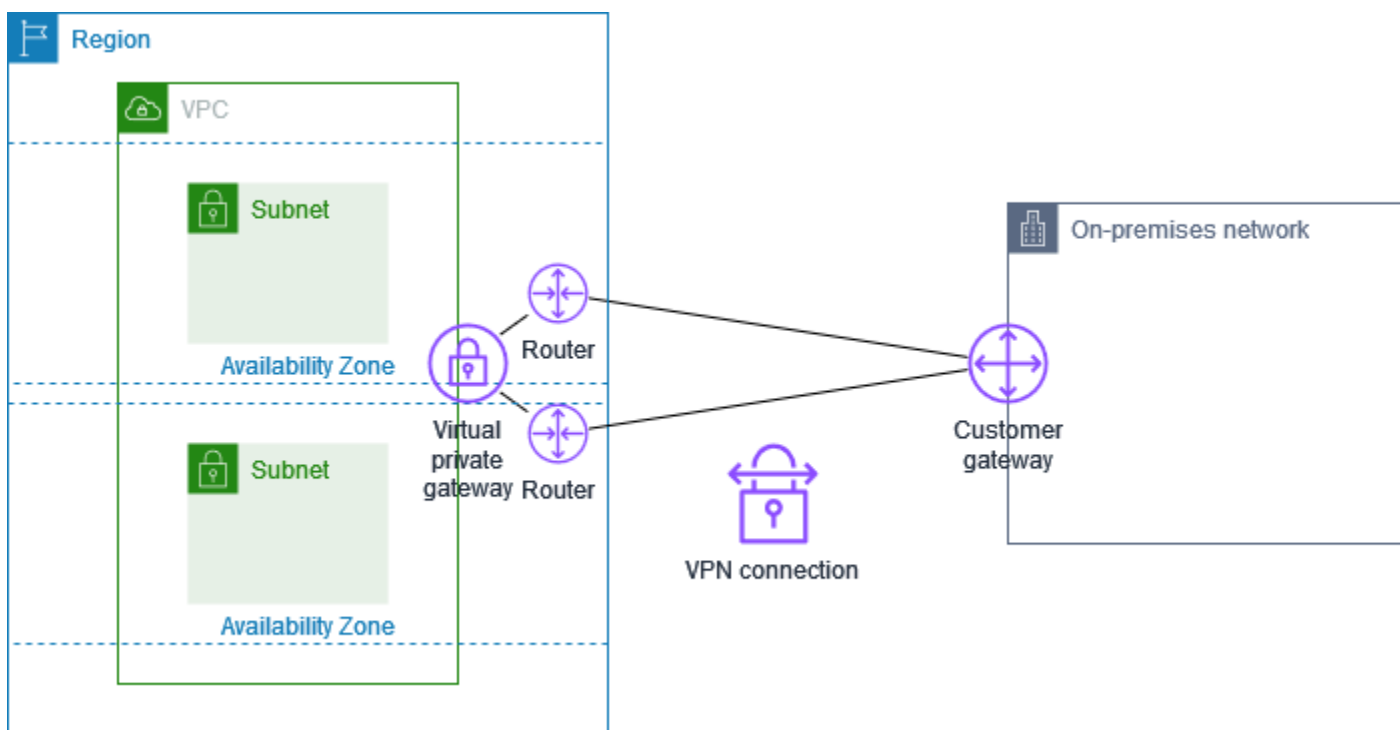 Region
VPC
Subnet
On-premises network
Router
Availability Zone
Virtual
private
gateway
Customer
gateway
Subnet
Router
VPN connection
Availability Zone